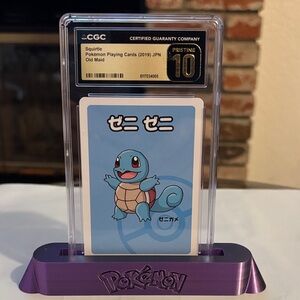 CGC
CERTIFIED GUARANTY COMPANY
Squirtle
Pokémon Playing Cards (2019) JPN
Old Maid
PRISTINE
10
ゼニ ゼニ
ゼニガメ
POKéMON